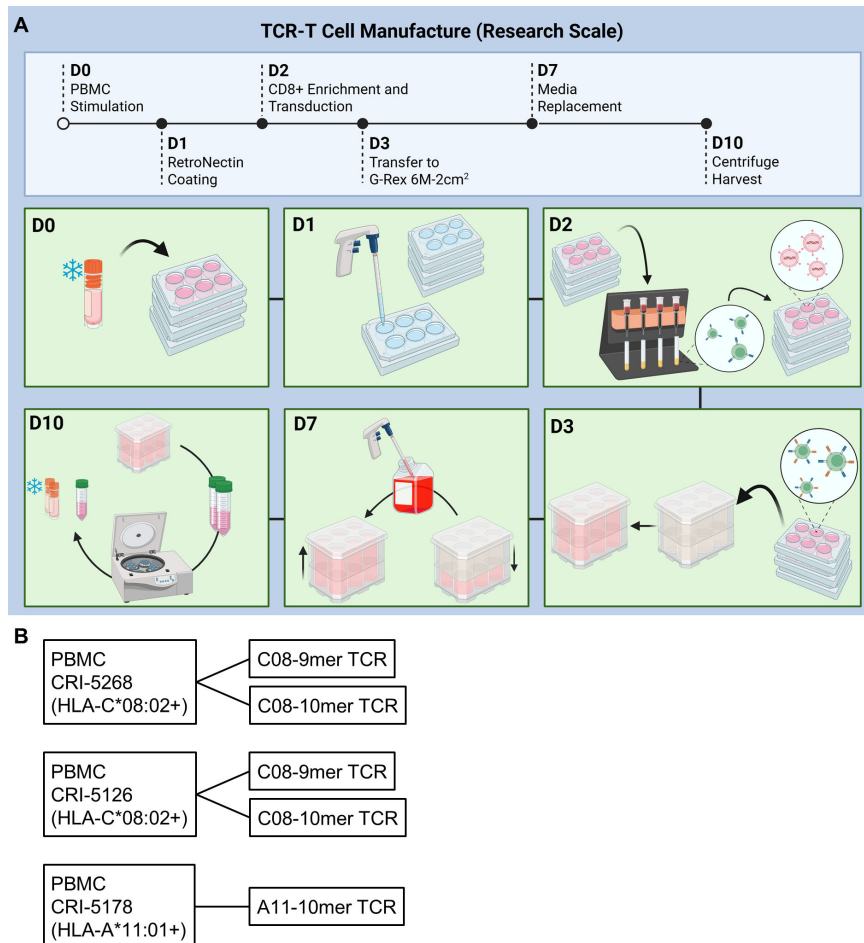 A
TCR-T Cell Manufacture (Research Scale)
D0
PBMC
Stimulation
D2
CD8+ Enrichment and
Transduction
D7
Media
Replacement
D1
RetroNectin
Coating
D3
Transfer to
G-Rex 6M-2cm²
D10
Centrifuge
Harvest
D0
D1
D2
D10
D7
D3
B
PBMC
CRI-5268
(HLA-C*08:02+)
C08-9mer TCR
C08-10mer TCR
PBMC
CRI-5126
(HLA-C*08:02+)
C08-9mer TCR
C08-10mer TCR
PBMC
CRI-5178
(HLA-A*11:01+)
A11-10mer TCR